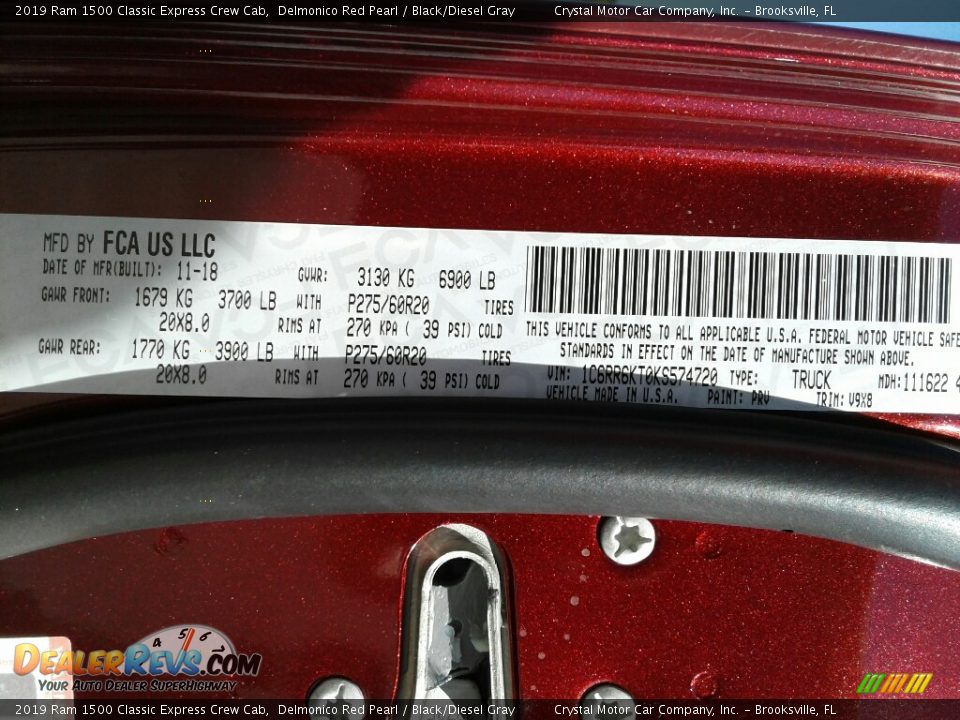 2019 Ram 1500 Classic Express Crew Cab, Delmonico Red Pearl / Black/Diesel Gray Crystal Motor Car Company, Inc. – Brooksville, FL
MFD BY FCA US LLC
DATE OF MFR(BUILT): 11-18 GVWR: 3130 KG 6900 LB
GAWR FRONT: 1679 KG 3700 LB WITH P275/60R20 TIRES
20X8.0 RIMS AT 270 KPA ( 39 PSI) COLD
GAWR REAR: 1770 KG 3900 LB WITH P275/60R20 TIRES
20X8.0 RIMS AT 270 KPA ( 39 PSI) COLD
THIS VEHICLE CONFORMS TO ALL APPLICABLE U.S.A. FEDERAL MOTOR VEHICLE SAFE
STANDARDS IN EFFECT ON THE DATE OF MANUFACTURE SHOWN ABOVE.
VIN: 1C6RR6KT0KS574720 TYPE: TRUCK MDH:111622 4
VEHICLE MADE IN U.S.A. PAINT: PRV TRIM: V9X8
4 5 6
DEALERREVS.COM
YOUR AUTO DEALER SUPERHIGHWAY
2019 Ram 1500 Classic Express Crew Cab, Delmonico Red Pearl / Black/Diesel Gray Crystal Motor Car Company, Inc. – Brooksville, FL